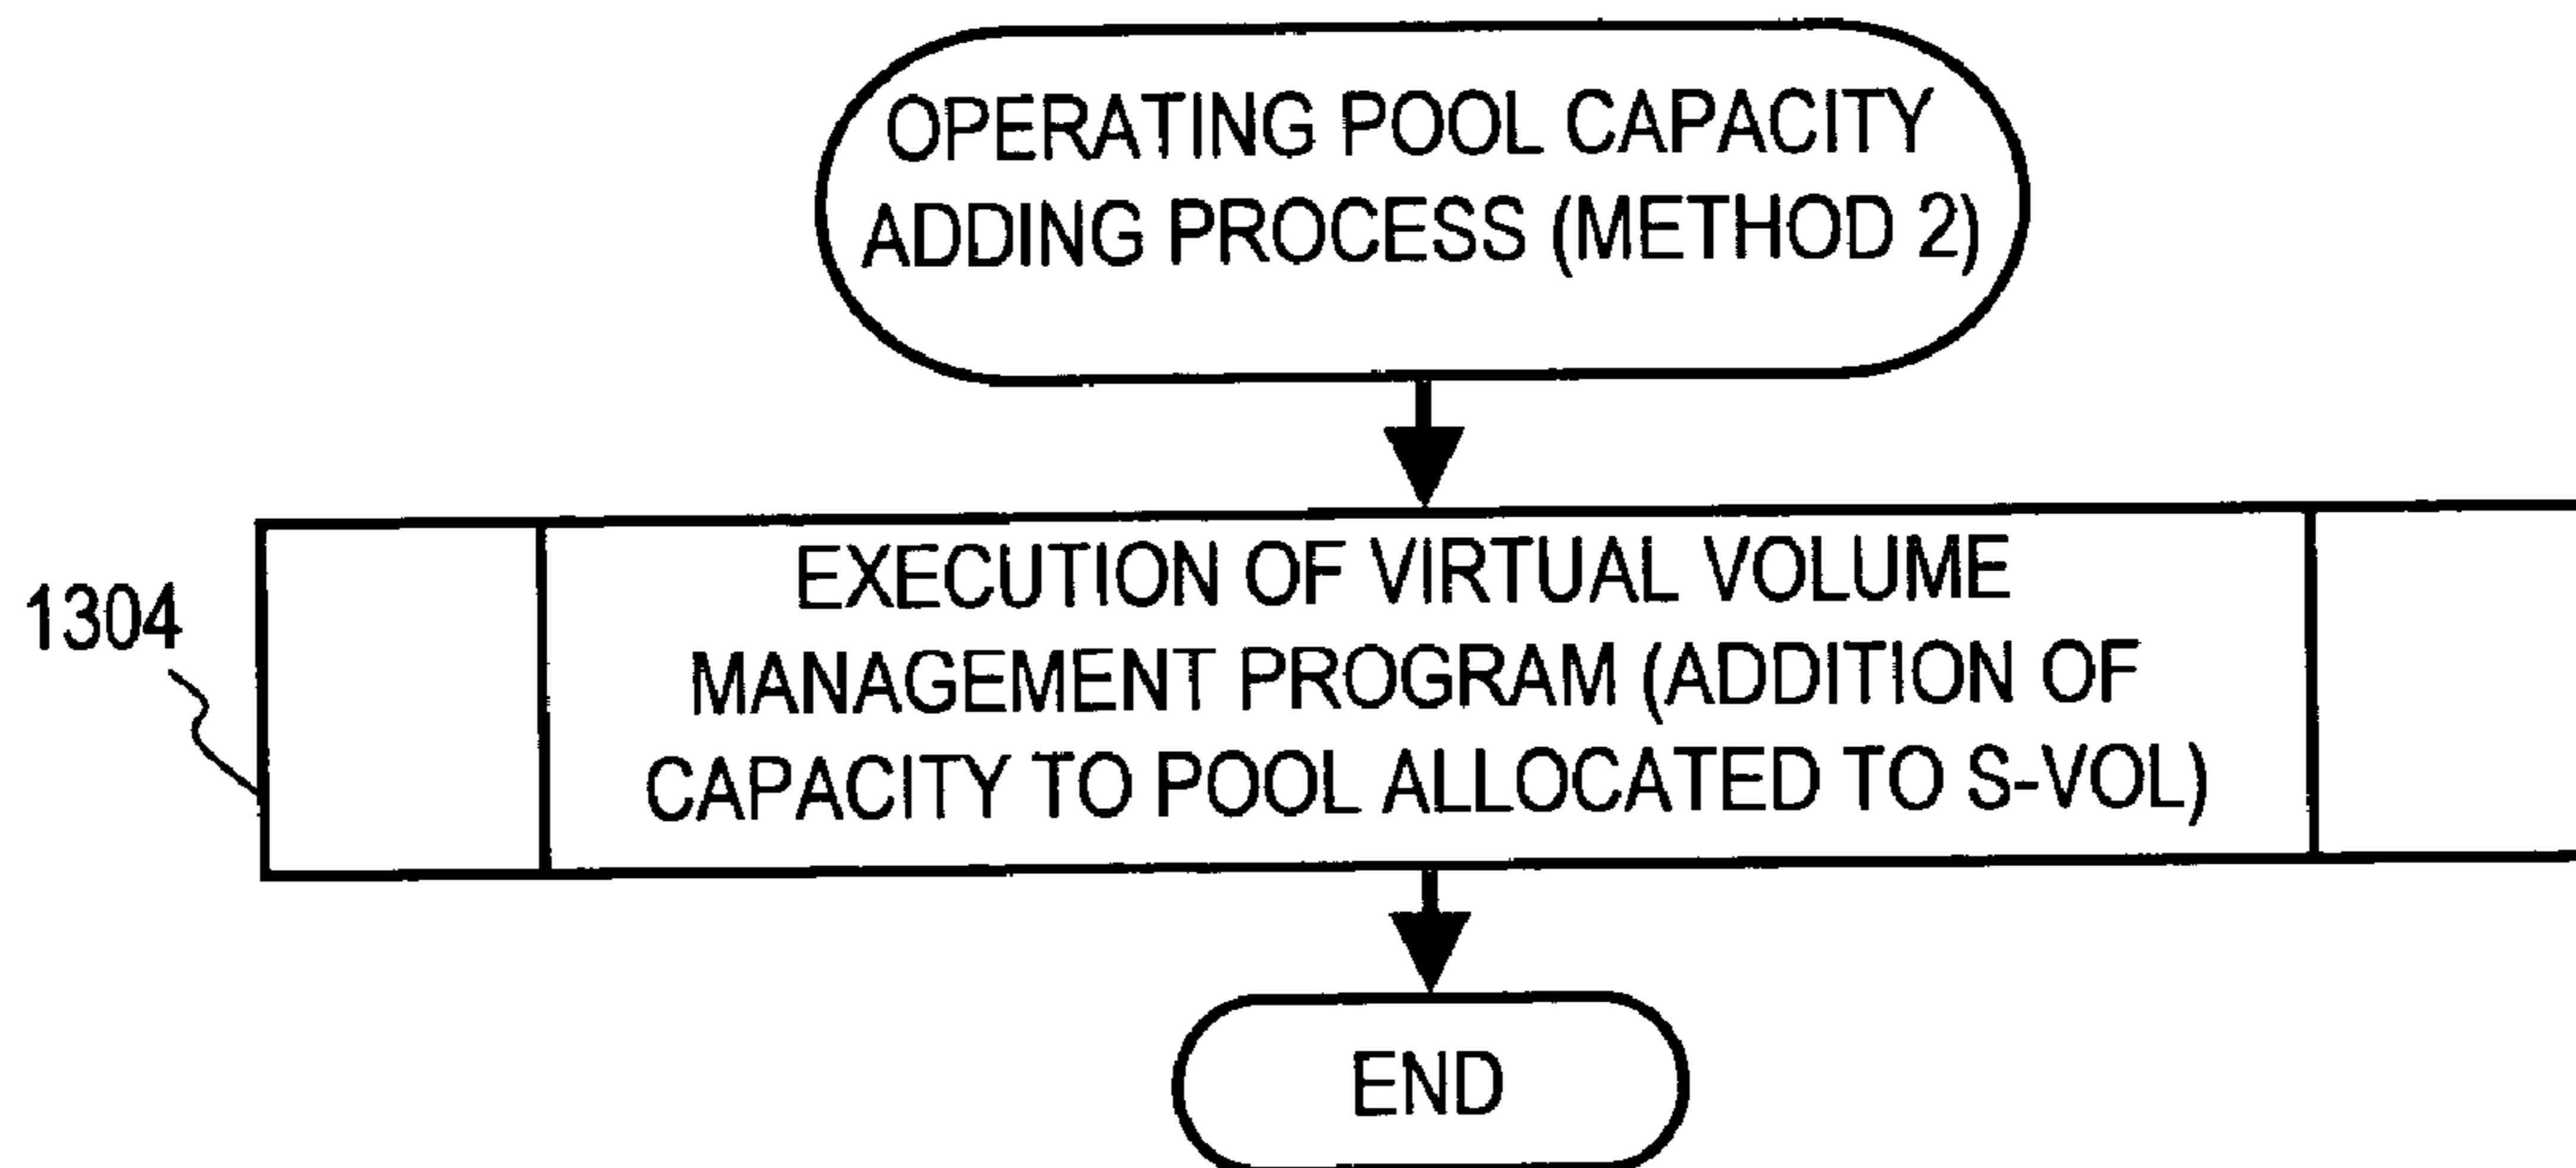 OPERATING POOL CAPACITY
ADDING PROCESS (METHOD 2)
1304
EXECUTION OF VIRTUAL VOLUME
MANAGEMENT PROGRAM (ADDITION OF
CAPACITY TO POOL ALLOCATED TO S-VOL)
END